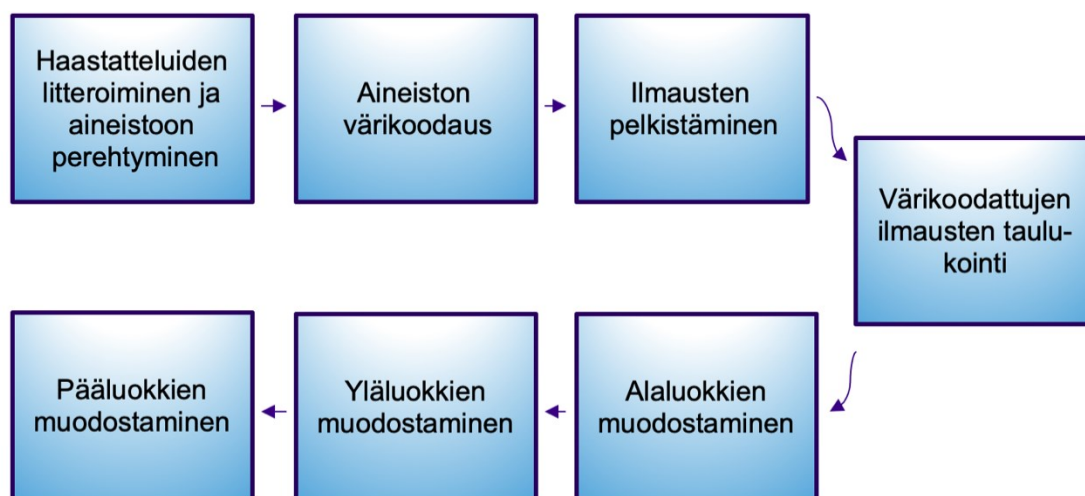 Haastatteluiden
litteroiminen ja
aineistoon
perehtyminen
Aineiston
värikoodaus
Ilmausten
pelkistäminen
Värikoodattujen
ilmausten taulu-
kointi
Alaluokkien
muodostaminen
Yläluokkien
muodostaminen
Pääluokkien
muodostaminen